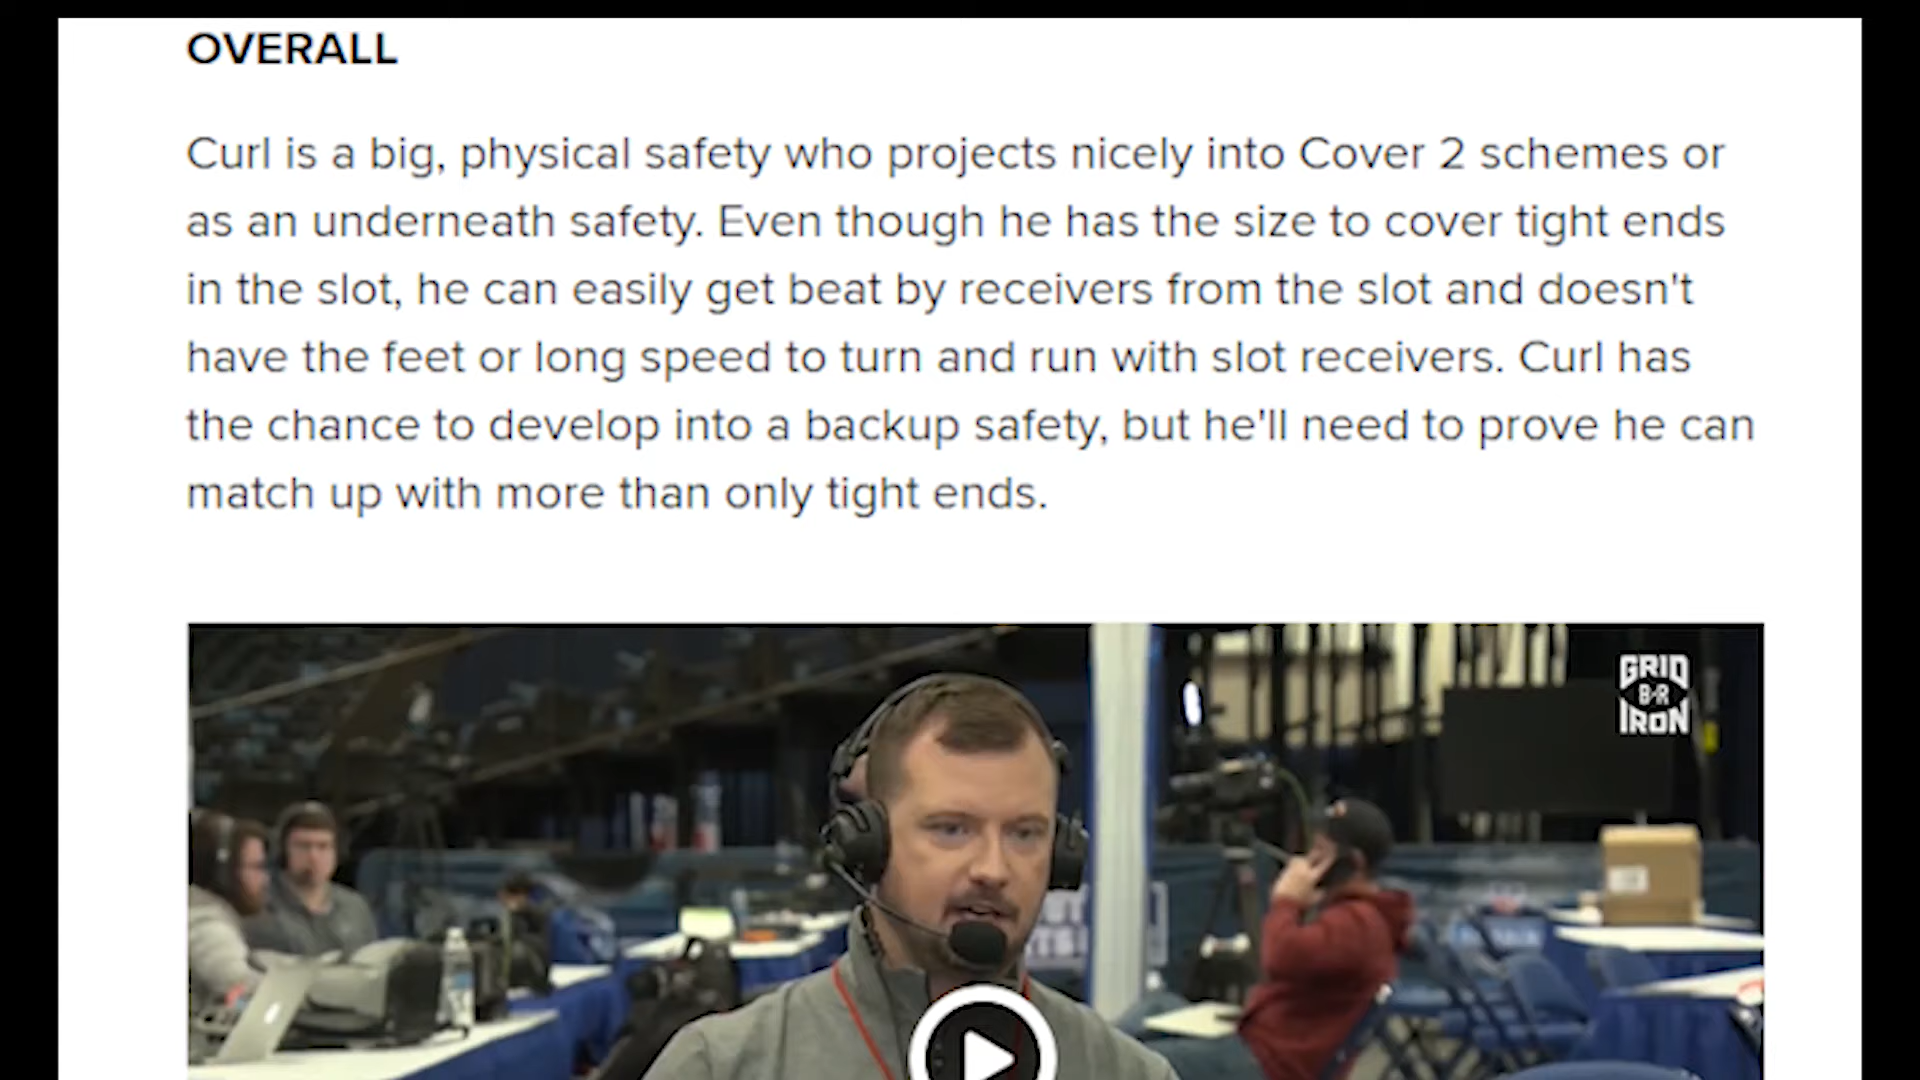 OVERALL
Curl is a big, physical safety who projects nicely into Cover 2 schemes or
as an underneath safety. Even though he has the size to cover tight ends
in the slot, he can easily get beat by receivers from the slot and doesn't
have the feet or long speed to turn and run with slot receivers. Curl has
the chance to develop into a backup safety, but he'll need to prove he can
match up with more than only tight ends.
GRID
B·R
IRON